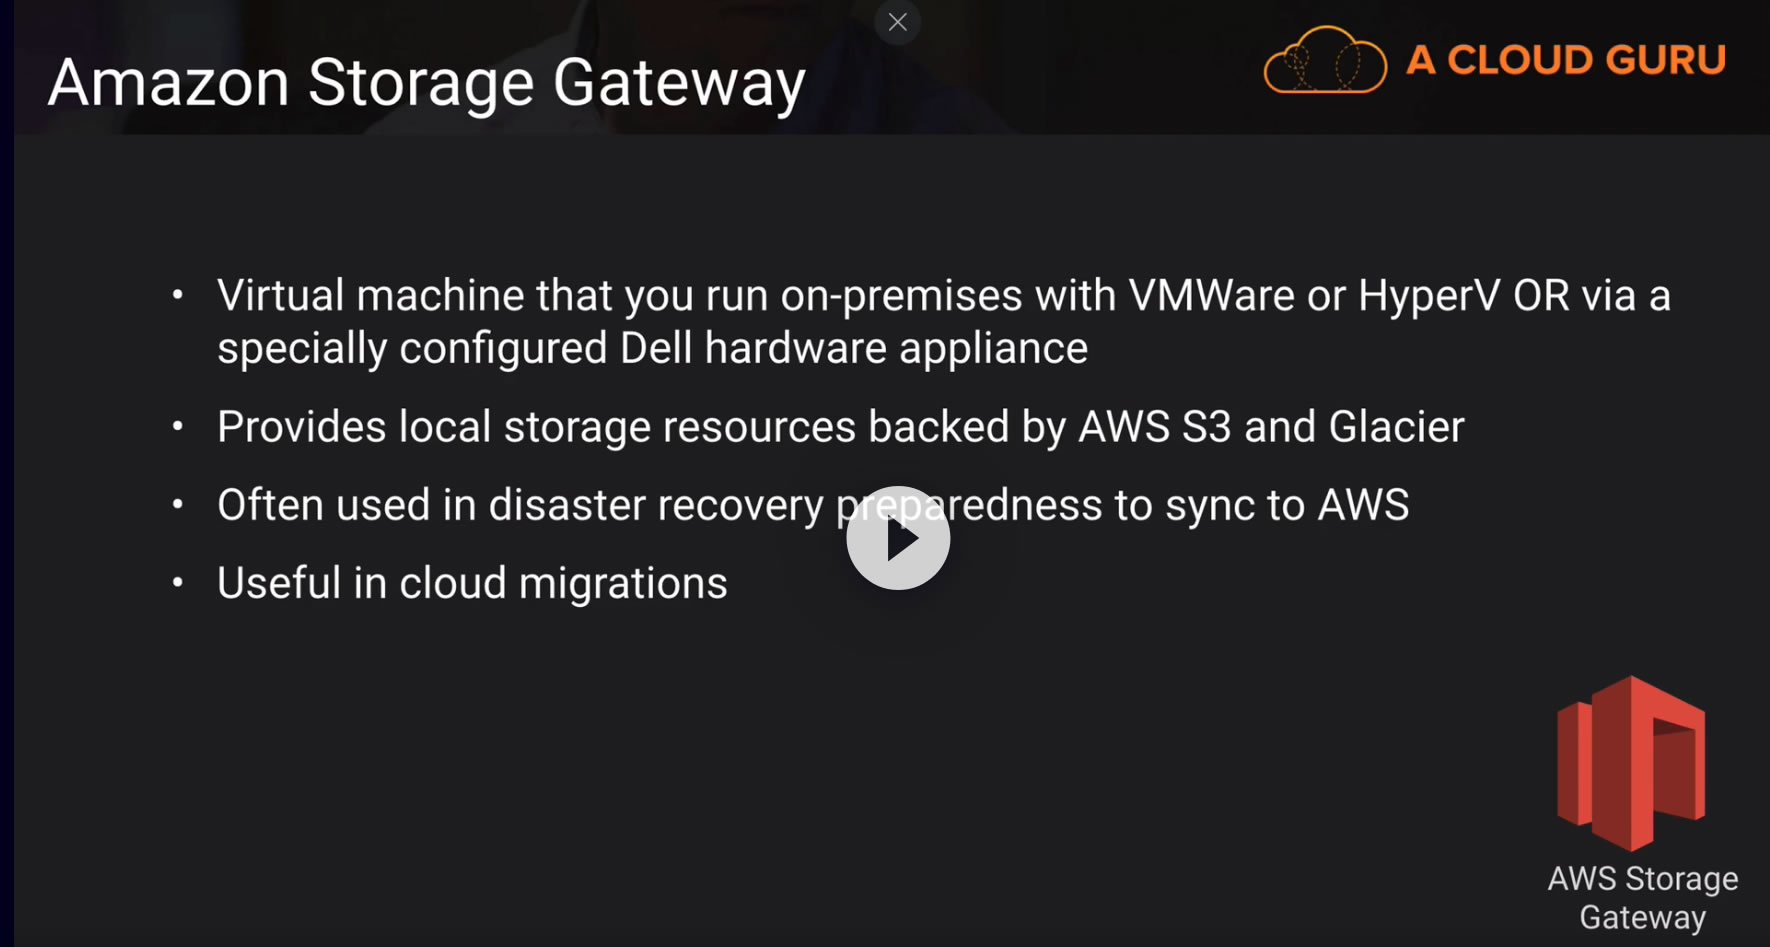 Amazon Storage Gateway
A CLOUD GURU
• Virtual machine that you run on-premises with VMWare or HyperV OR via a
specially configured Dell hardware appliance
• Provides local storage resources backed by AWS S3 and Glacier
• Often used in disaster recovery preparedness to sync to AWS
• Useful in cloud migrations
AWS Storage
Gateway